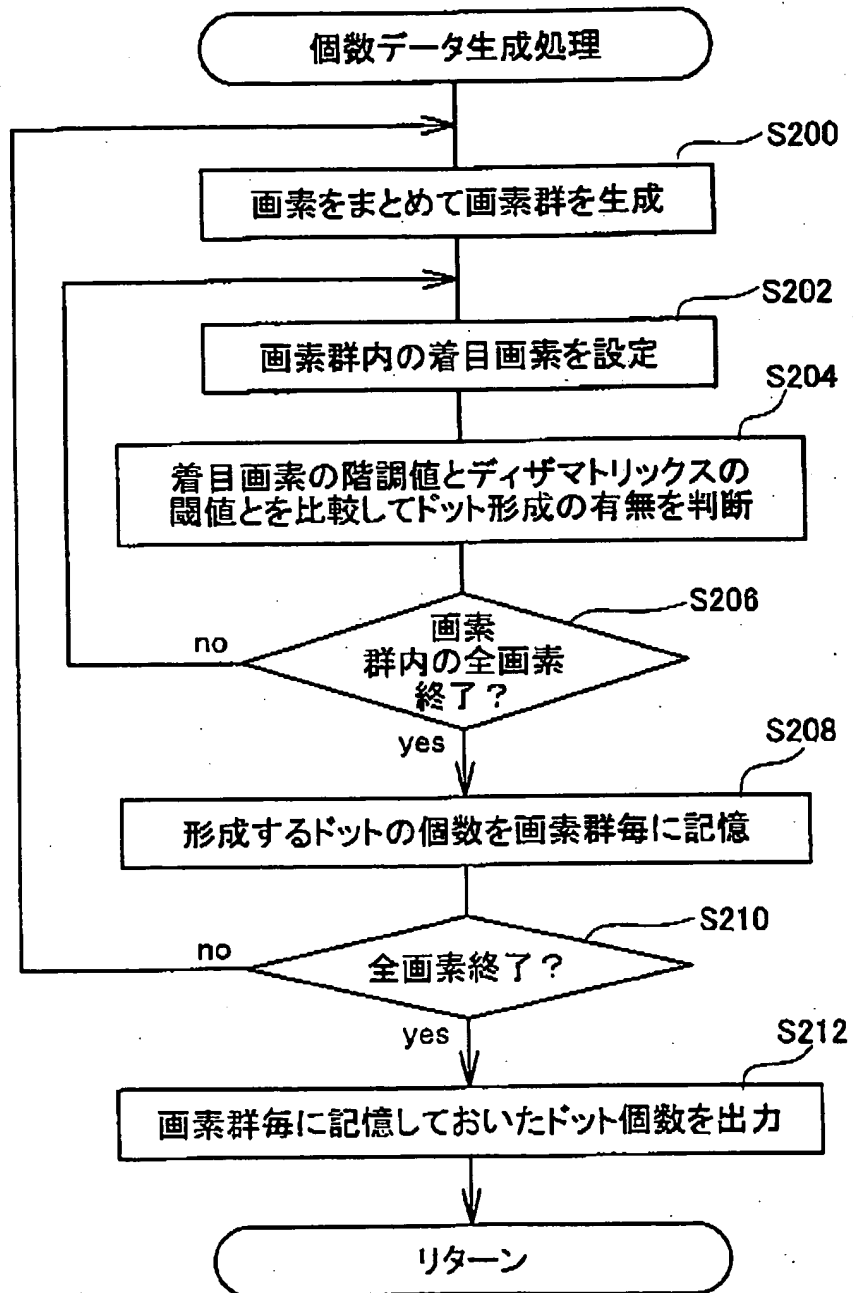 個数データ生成処理
S200
画素をまとめて画素群を生成
S202
画素群内の着目画素を設定
S204
着目画素の階調値とディザマトリックスの
閾値とを比較してドット形成の有無を判断
S206
画素
群内の全画素
終了？
no
yes
S208
形成するドットの個数を画素群毎に記憶
S210
全画素終了？
no
yes
S212
画素群毎に記憶しておいたドット個数を出力
リターン